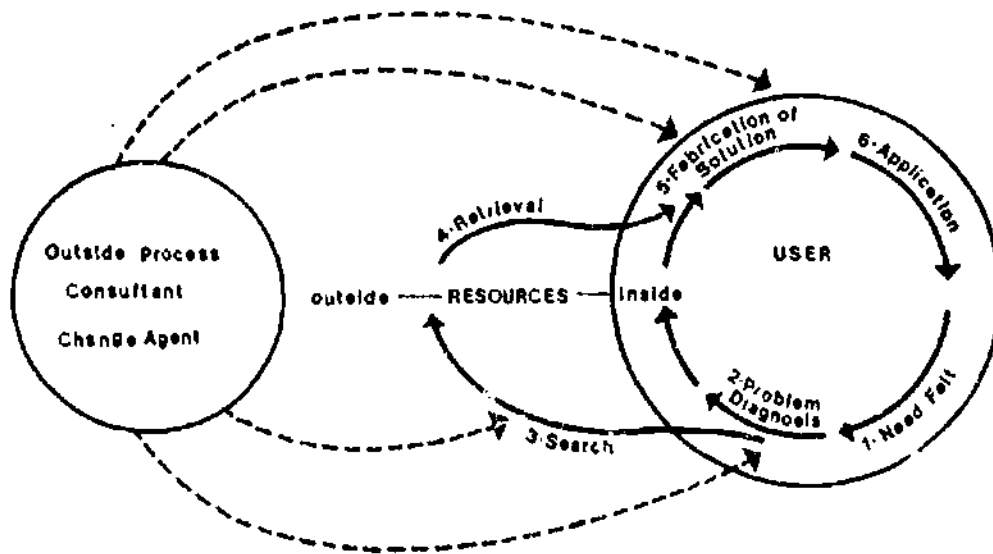 Outside Process
Consultant
Change Agent
outside — RESOURCES — inside
4-Retrieval
3-Search
USER
5-Fabrication of
Solution
6-Application
1-Need Felt
2-Problem
Diagnosis